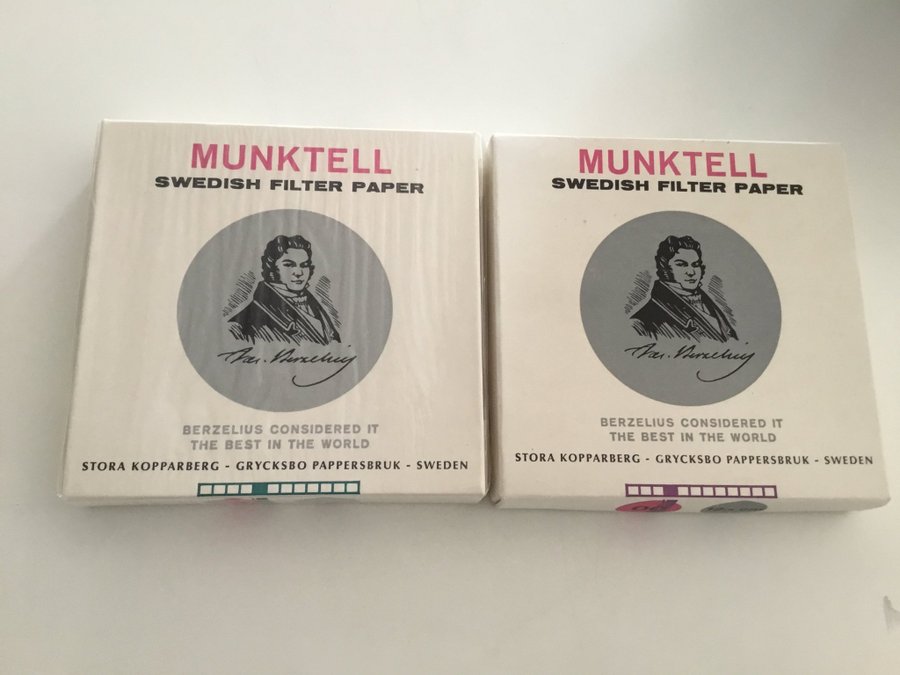 MUNKTELL
SWEDISH FILTER PAPER
BERZELIUS CONSIDERED IT
THE BEST IN THE WORLD
STORA KOPPARBERG - GRYCKSBO PAPPERSBRUK - SWEDEN
MUNKTELL
SWEDISH FILTER PAPER
BERZELIUS CONSIDERED IT
THE BEST IN THE WORLD
STORA KOPPARBERG - GRYCKSBO PAPPERSBRUK - SWEDEN